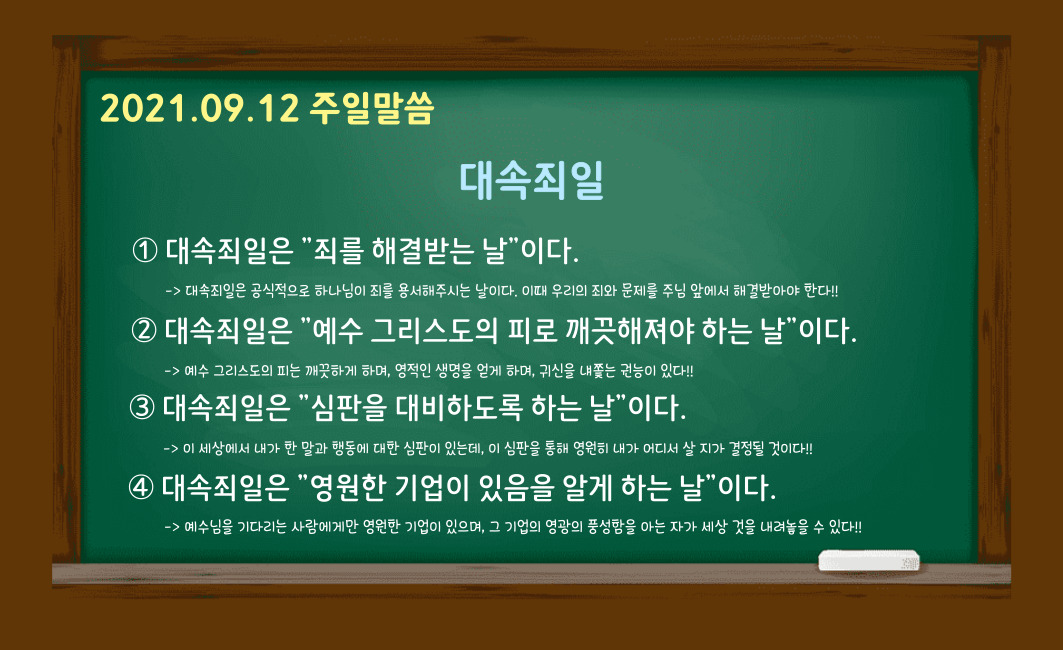 2021.09.12 주일말씀
대속죄일
① 대속죄일은 "죄를 해결받는 날"이다.
-> 대속죄일은 공식적으로 하나님이 죄를 용서해주시는 날이다. 이때 우리의 죄와 문제를 주님 앞에서 해결받아야 한다!!
② 대속죄일은 "예수 그리스도의 피로 깨끗해져야 하는 날"이다.
-> 예수 그리스도의 피는 깨끗하게 하며, 영적인 생명을 얻게 하며, 귀신을 내쫓는 권능이 있다!!
③ 대속죄일은 "심판을 대비하도록 하는 날"이다.
-> 이 세상에서 내가 한 말과 행동에 대한 심판이 있는데, 이 심판을 통해 영원히 내가 어디서 살 지가 결정될 것이다!!
④ 대속죄일은 "영원한 기업이 있음을 알게 하는 날"이다.
-> 예수님을 기다리는 사람에게만 영원한 기업이 있으며, 그 기업의 영광의 풍성함을 아는 자가 세상 것을 내려놓을 수 있다!!